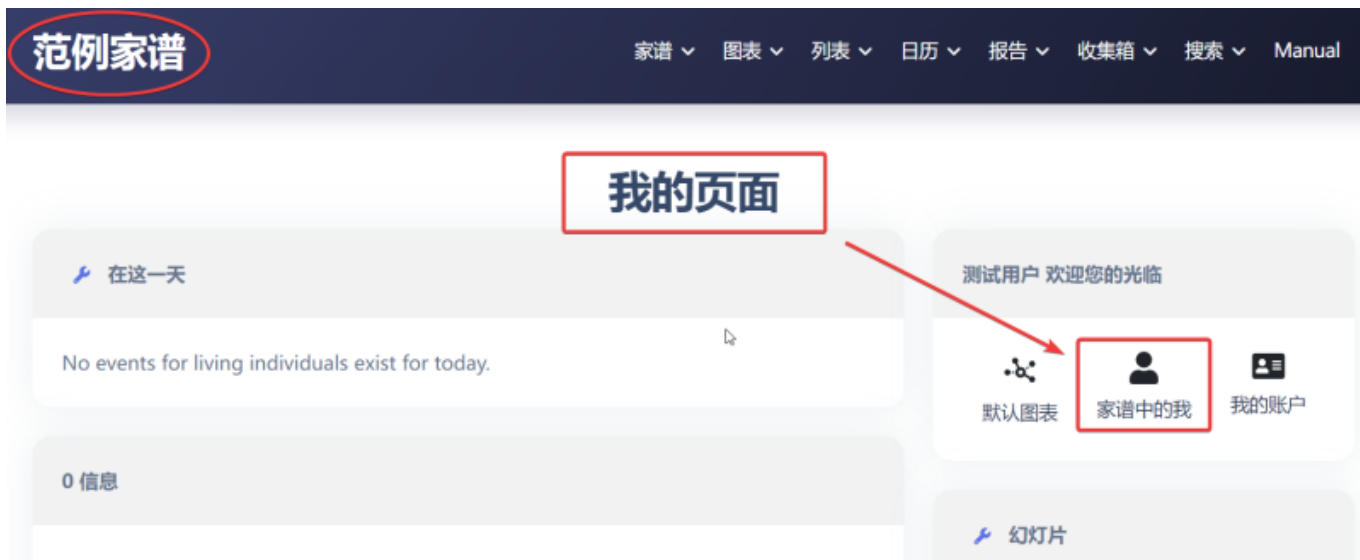 范例家谱
家谱 图表 列表 日历 报告 收集箱 搜索 Manual
我的页面
在这一天
No events for living individuals exist for today.
0 信息
测试用户 欢迎您的光临
默认图表 家谱中的我 我的账户
幻灯片